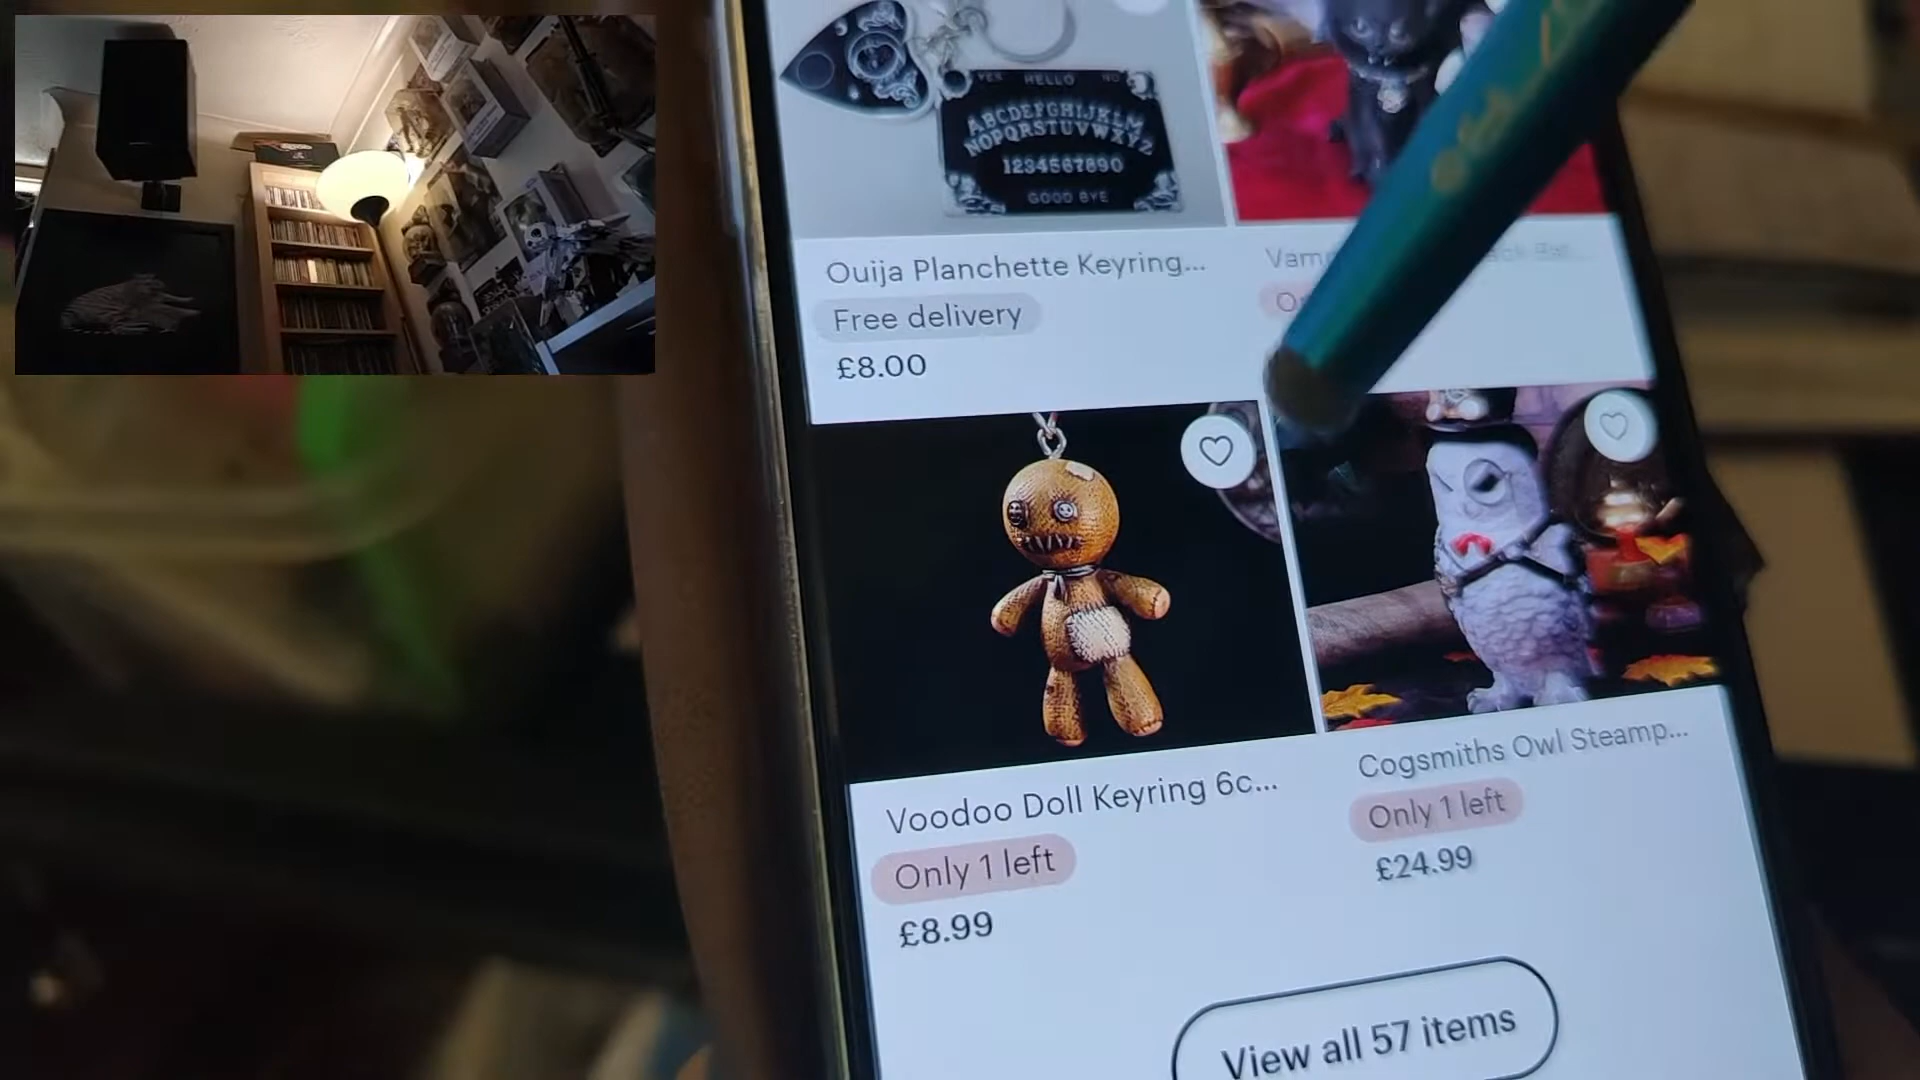 YES HELLO NO
ABCDEFGHIJKLM
NOPQRSTUVWXYZ
1234567890
GOOD BYE
Ouija Planchette Keyring...
Free delivery
£8.00
Voodoo Doll Keyring 6c...
Only 1 left
£8.99
Cogsmiths Owl Steamp...
Only 1 left
£24.99
View all 57 items